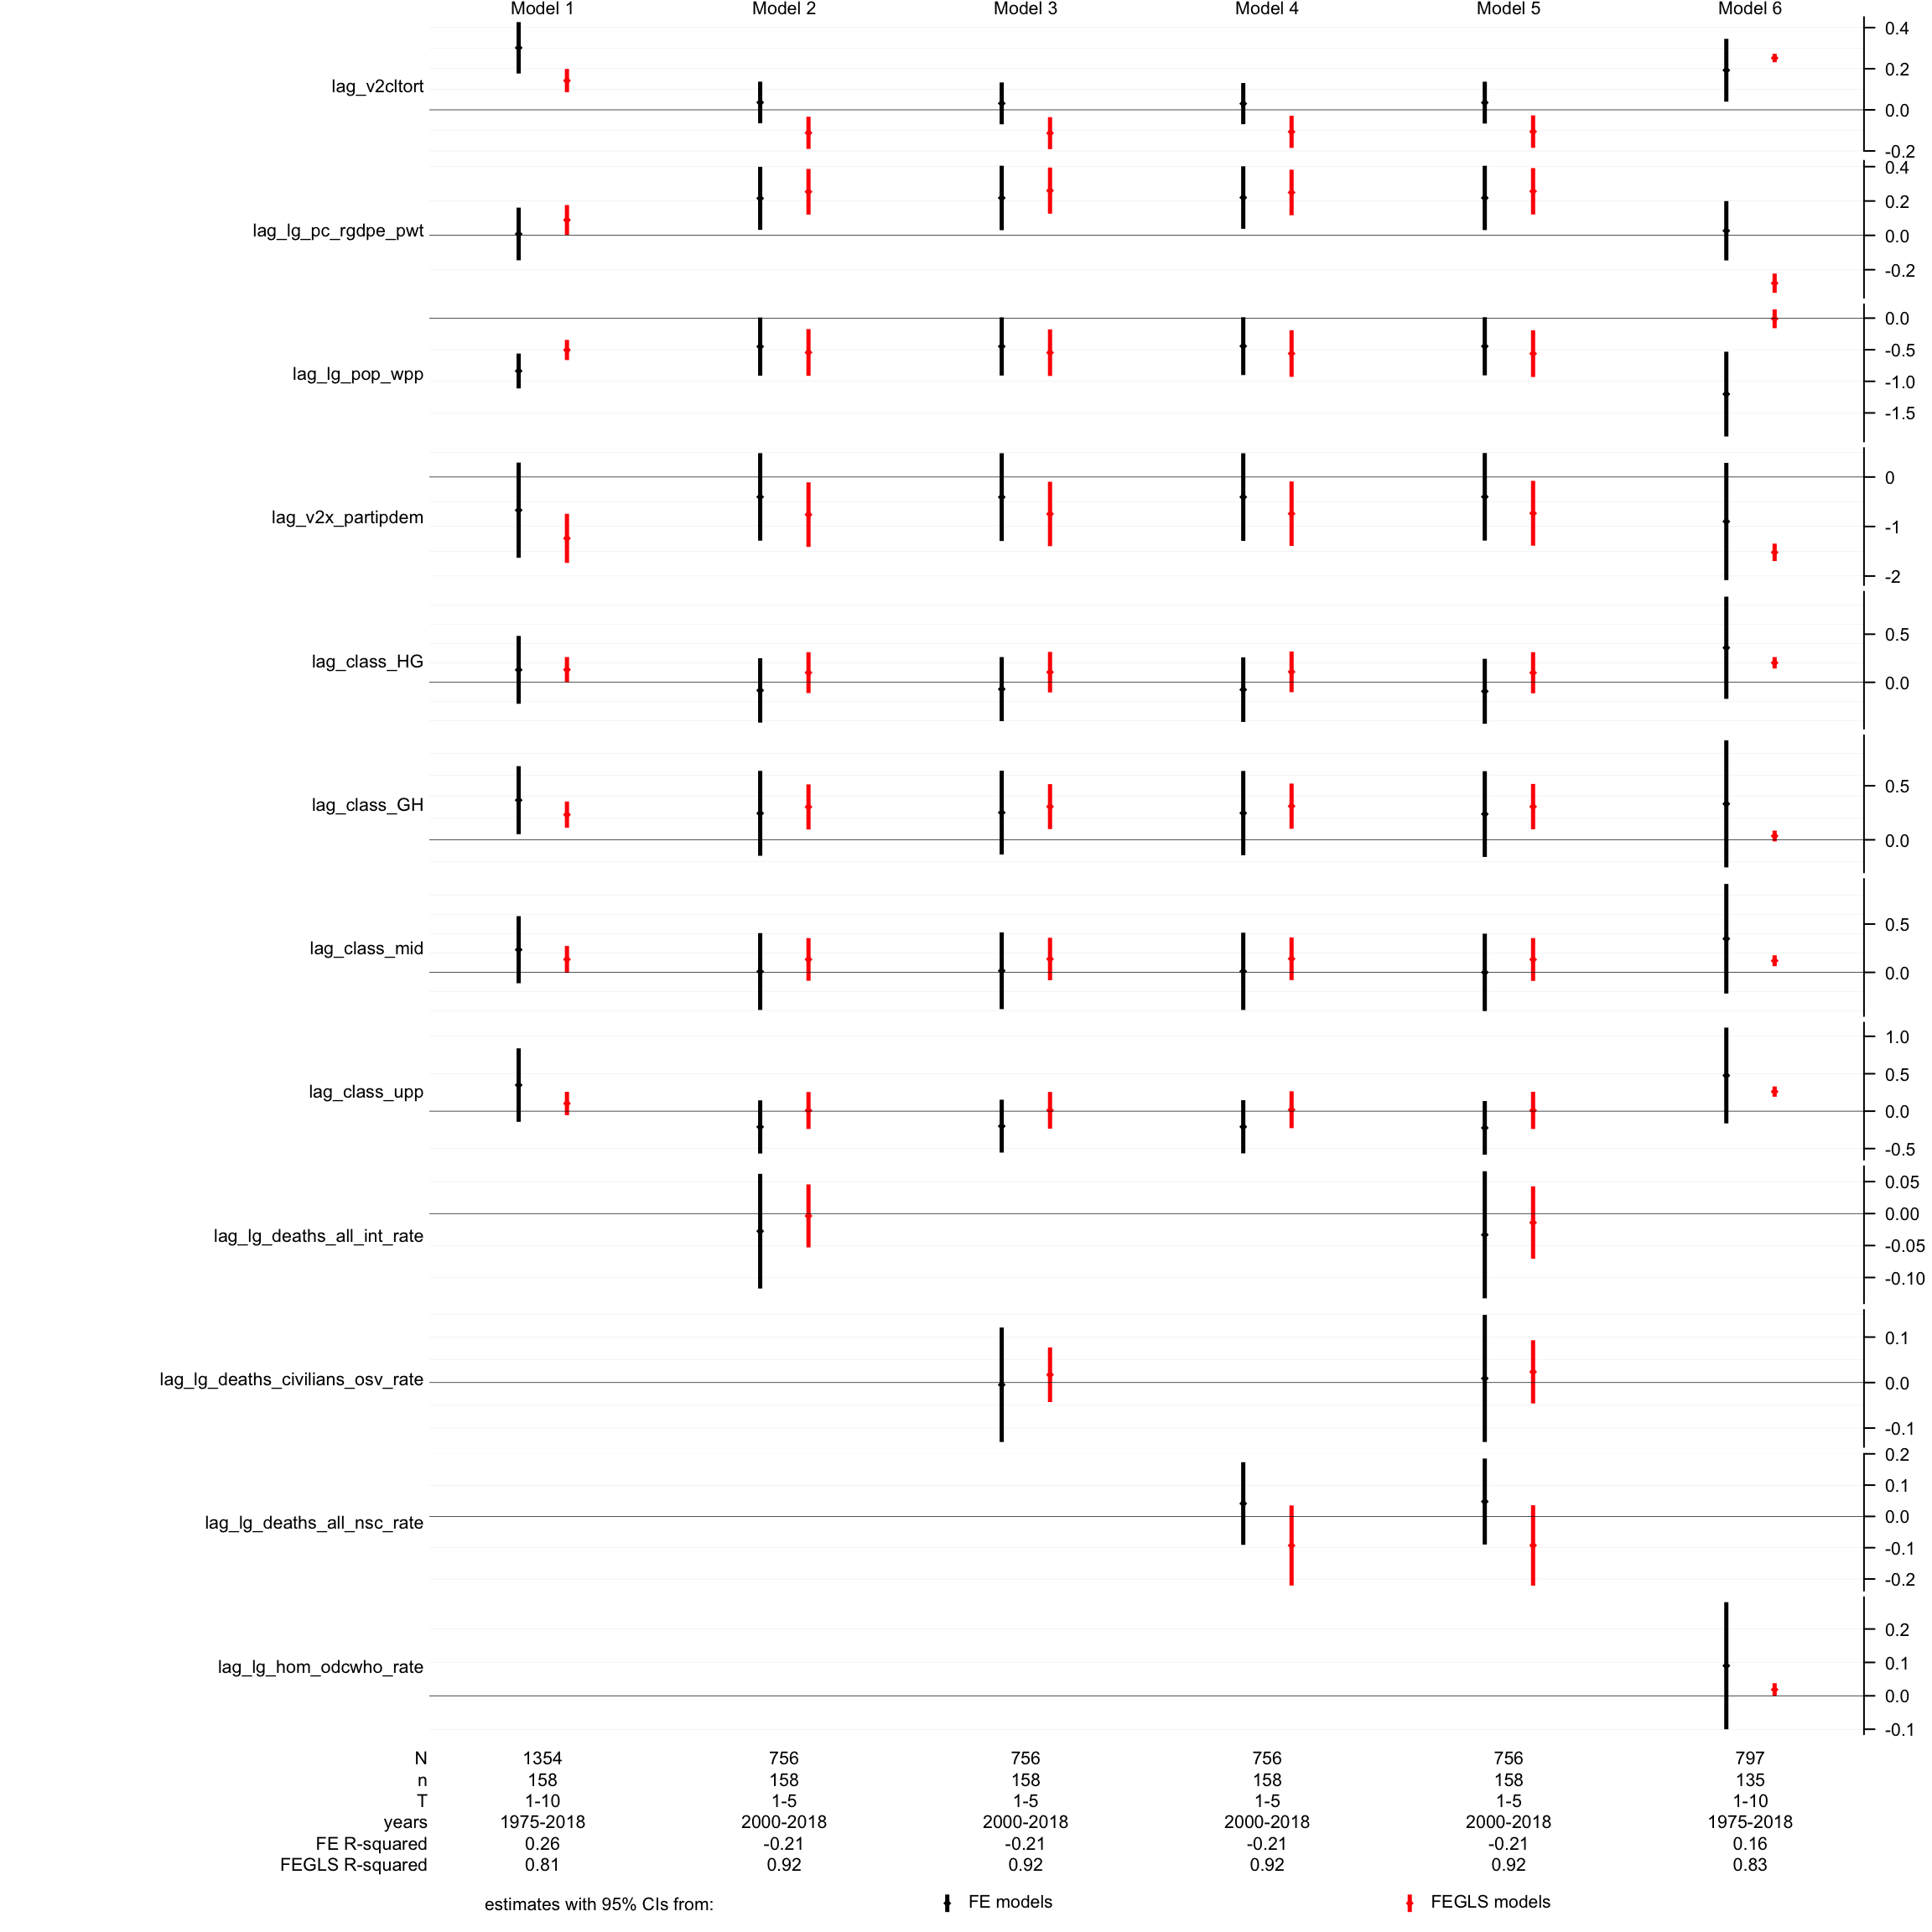 Model 1 Model 2 Model 3 Model 4 Model 5 Model 6
0.4
0.2
lag_v2cltort
0.0
-0.2
0.4
0.2
lag_lg_pc_rgdpe_pwt
0.0
-0.2
0.0
-0.5
lag_lg_pop_wpp
-1.0
-1.5
0
lag_v2x_partipdem
-1
-2
0.5
lag_class_HG
0.0
0.5
lag_class_GH
0.0
0.5
lag_class_mid
0.0
1.0
0.5
lag_class_upp
0.0
-0.5
0.05
0.00
lag_lg_deaths_all_int_rate
-0.05
-0.10
0.1
lag_lg_deaths_civilians_osv_rate
0.0
-0.1
0.2
0.1
0.0
lag_lg_deaths_all_nsc_rate
-0.1
-0.2
0.2
0.1
lag_lg_hom_odcwho_rate
0.0
-0.1
N 1354 756 756 756 756 797
n 158 158 158 158 158 135
T 1-10 1-5 1-5 1-5 1-5 1-10
years 1975-2018 2000-2018 2000-2018 2000-2018 2000-2018 1975-2018
FE R-squared 0.26 -0.21 -0.21 -0.21 -0.21 0.16
FEGLS R-squared 0.81 0.92 0.92 0.92 0.92 0.83
estimates with 95% CIs from: FE models FEGLS models